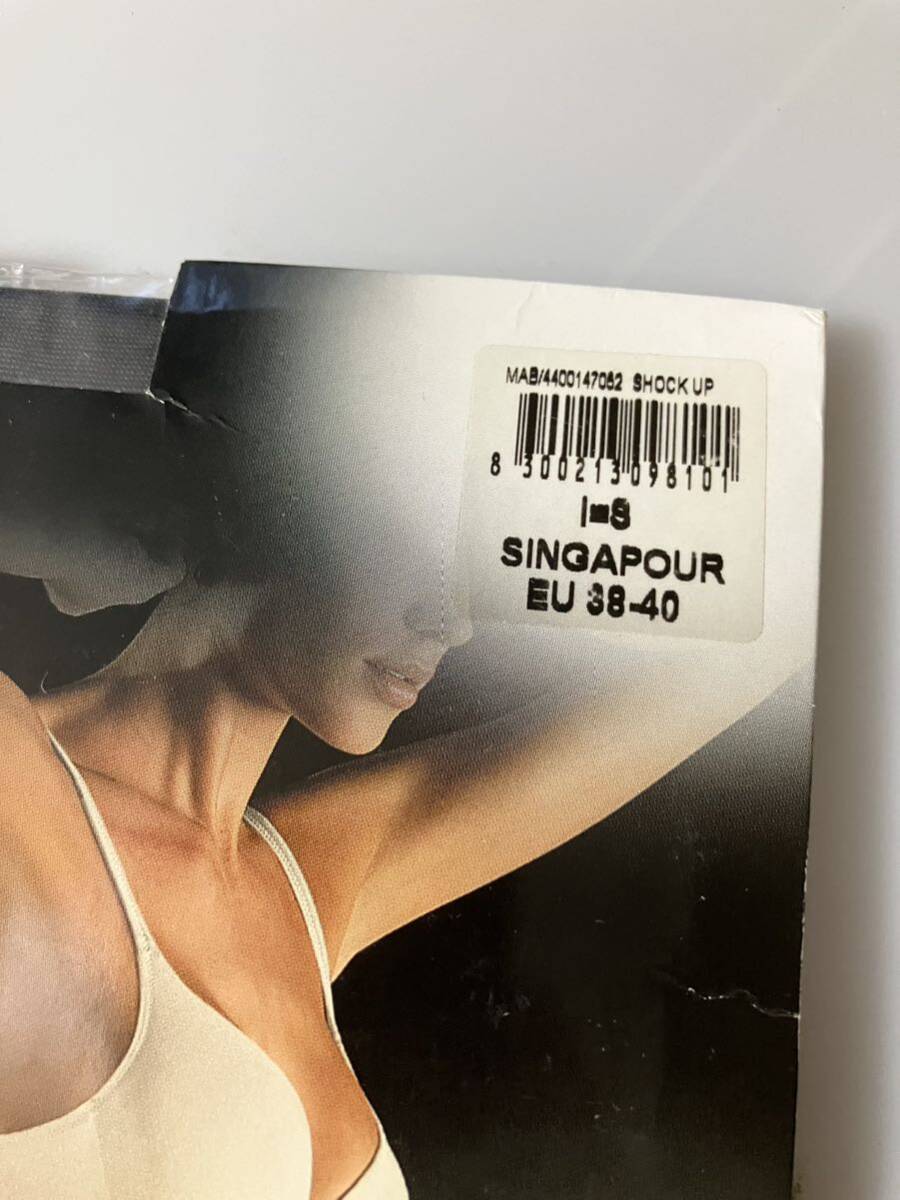 MAB/4400147062 SHOCK UP
8 300213 098101
I=S
SINGAPOUR
EU 38-40